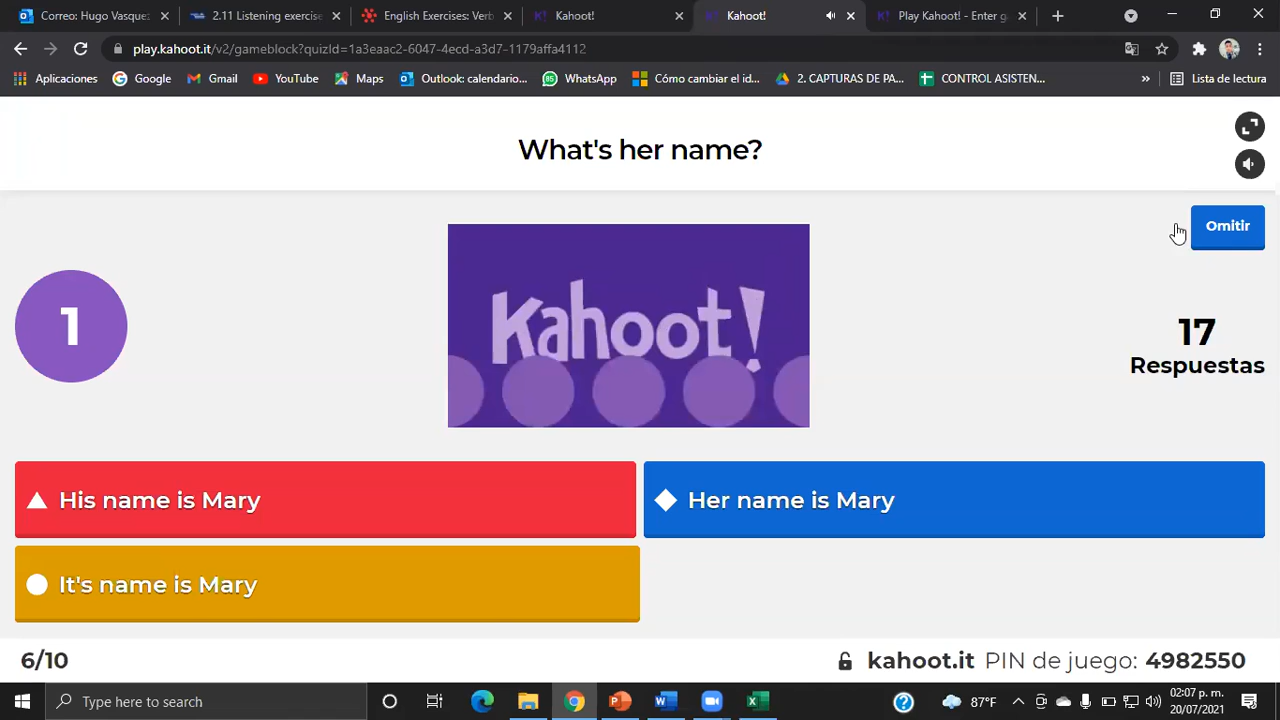 Correo: Hugo Vasquez
2.11 Listening exercise
English Exercises: Verb
Kahoot!
Kahoot!
Play Kahoot! - Enter g
play.kahoot.it/v2/gameblock?quizId=1a3eaac2-6047-4ecd-a3d7-1179affa4112
Aplicaciones
Google
Gmail
YouTube
Maps
Outlook: calendario...
WhatsApp
Cómo cambiar el id...
2. CAPTURAS DE PA...
CONTROL ASISTEN...
»
Lista de lectura
What's her name?
Omitir
1
Kahoot!
17
Respuestas
His name is Mary
Her name is Mary
It's name is Mary
6/10
kahoot.it PIN de juego: 4982550
Type here to search
87°F
02:07 p. m.
20/07/2021